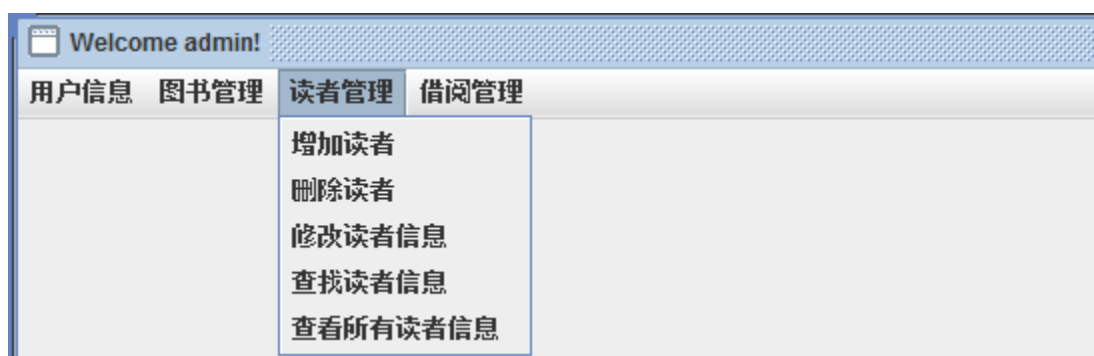 Welcome admin!
用户信息 图书管理 读者管理 借阅管理
增加读者
删除读者
修改读者信息
查找读者信息
查看所有读者信息